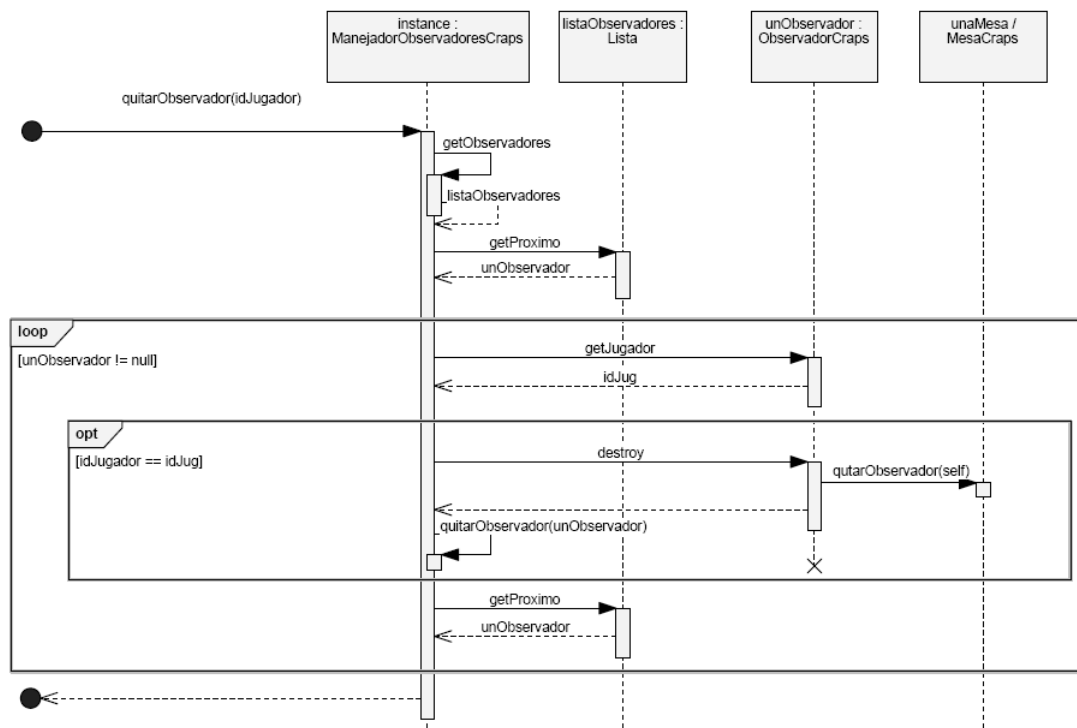 instance :
ManejadorObservadoresCraps
listaObservadores :
Lista
unObservador :
ObservadorCraps
unaMesa /
MesaCraps
quitarObservador(idJugador)
getObservadores
listaObservadores
getProximo
unObservador
loop
[unObservador != null]
getJugador
idJug
opt
[idJugador == idJug]
destroy
qutarObservador(self)
quitarObservador(unObservador)
getProximo
unObservador